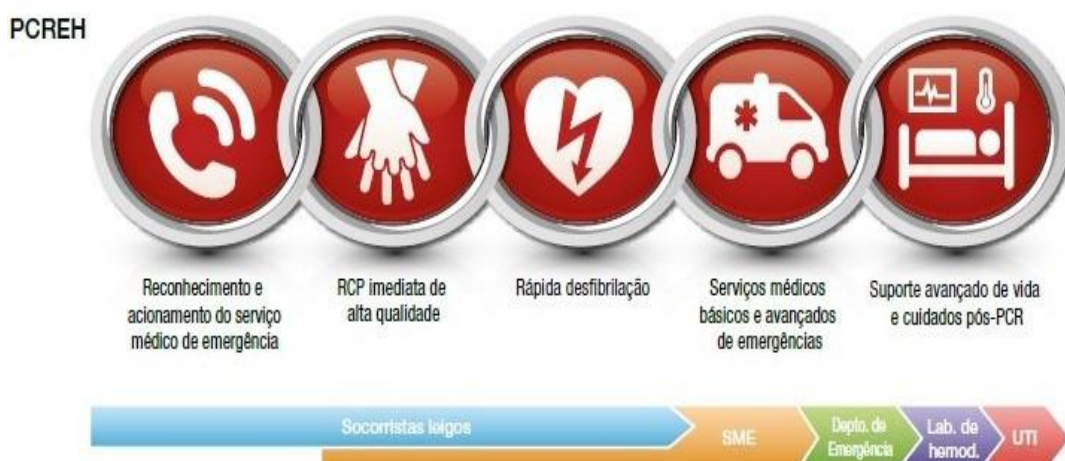 PCREH
Reconhecimento e
acionamento do serviço
médico de emergência
RCP imediata de
alta qualidade
Rápida desfibrilação
Serviços médicos
básicos e avançados
de emergências
Suporte avançado de vida
e cuidados pós-PCR
Socorristas leigos
SME
Depto. de
Emergência
Lab. de
hemod.
UTI